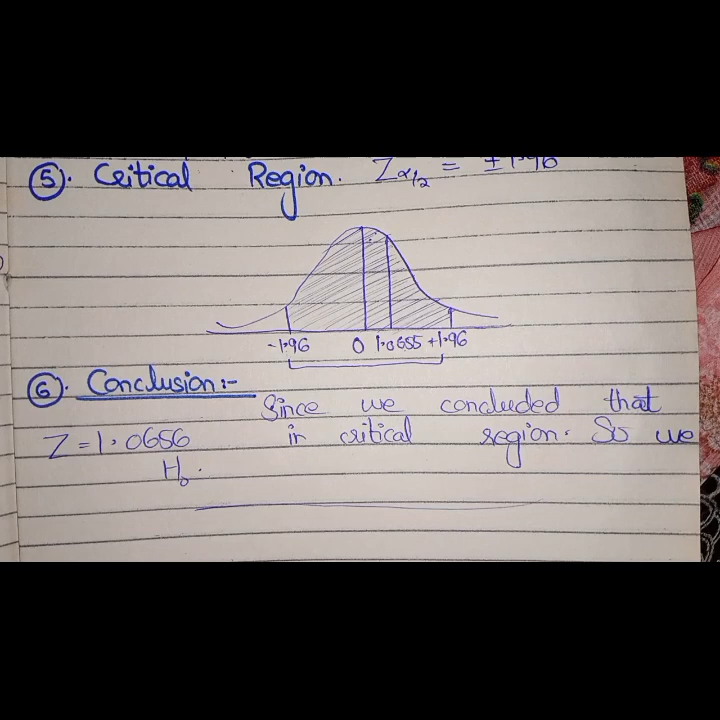 ⑤. Critical Region. Zα/2 = ±1.96
-1.96 0 1.0655 +1.96
⑥. Conclusion:-
Since we concluded that
Z = 1.0656 in critical region. So we
H₀.